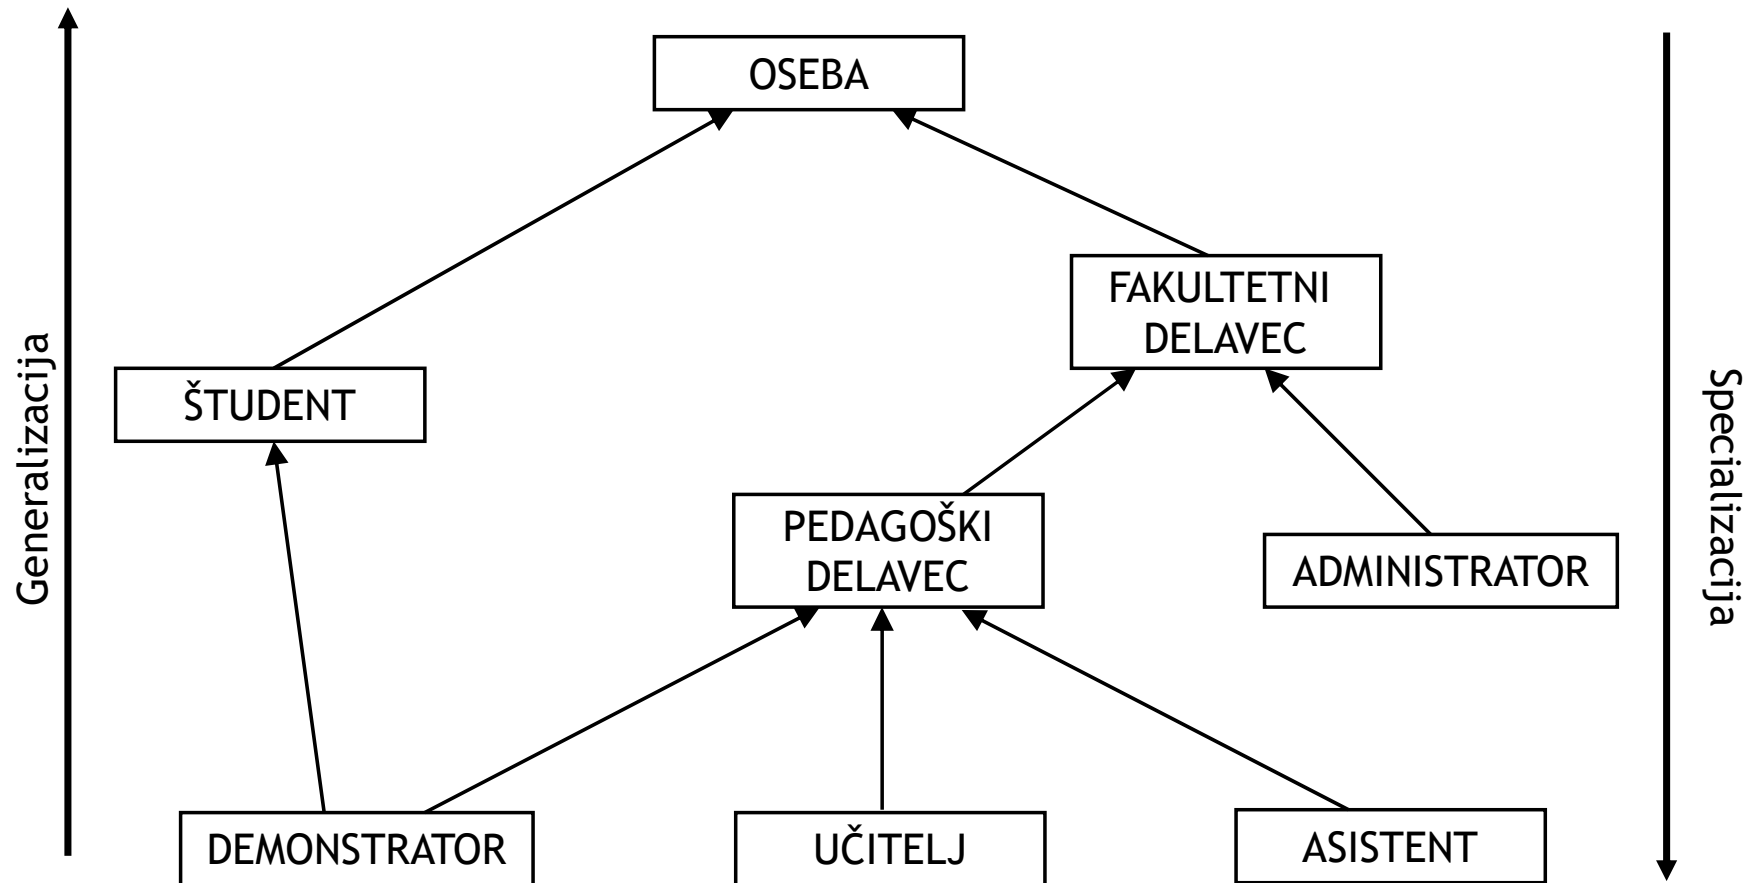 OSEBA
FAKULTETNI
DELAVEC
ŠTUDENT
Generalizacija
Specializacija
PEDAGOŠKI
DELAVEC
ADMINISTRATOR
DEMONSTRATOR
UČITELJ
ASISTENT